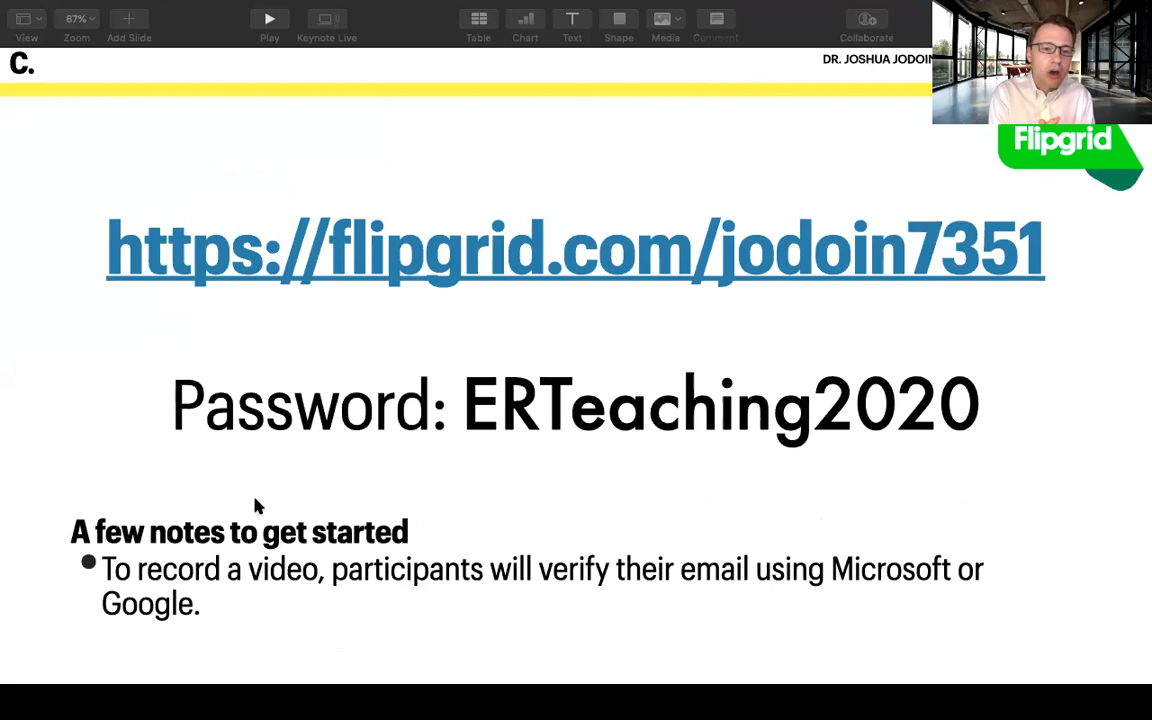 View
67%
Zoom
Add Slide
Play
Keynote Live
Table
Chart
Text
Shape
Media
Comment
Collaborate
C.
DR. JOSHUA JODOIN
Flipgrid
https://flipgrid.com/jodoin7351
Password: ERTeaching2020
A few notes to get started
To record a video, participants will verify their email using Microsoft or
Google.